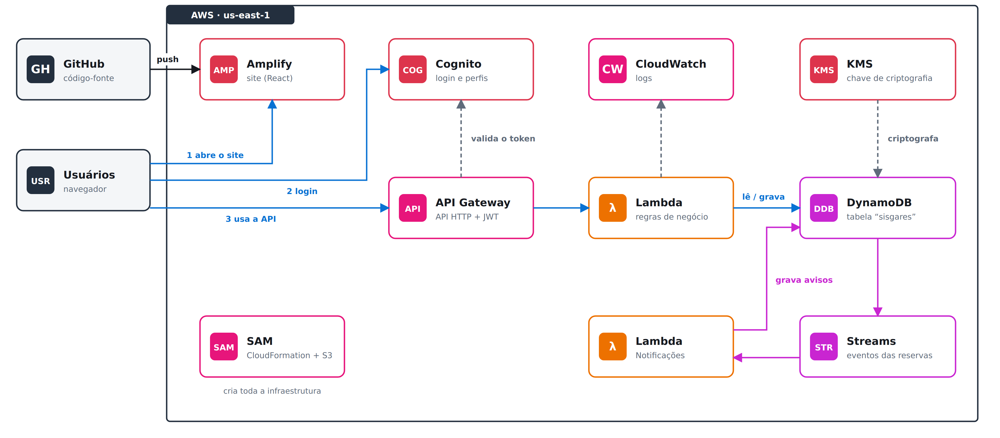 AWS · us-east-1
GH
GitHub
código-fonte
push
AMP
Amplify
site (React)
COG
Cognito
login e perfis
CW
CloudWatch
logs
KMS
KMS
chave de criptografia
valida o token
criptografa
USR
Usuários
navegador
1 abre o site
2 login
3 usa a API
API
API Gateway
API HTTP + JWT
λ
Lambda
regras de negócio
lê / grava
DDB
DynamoDB
tabela “sisgares”
grava avisos
SAM
SAM
CloudFormation + S3
cria toda a infraestrutura
λ
Lambda
Notificações
STR
Streams
eventos das reservas